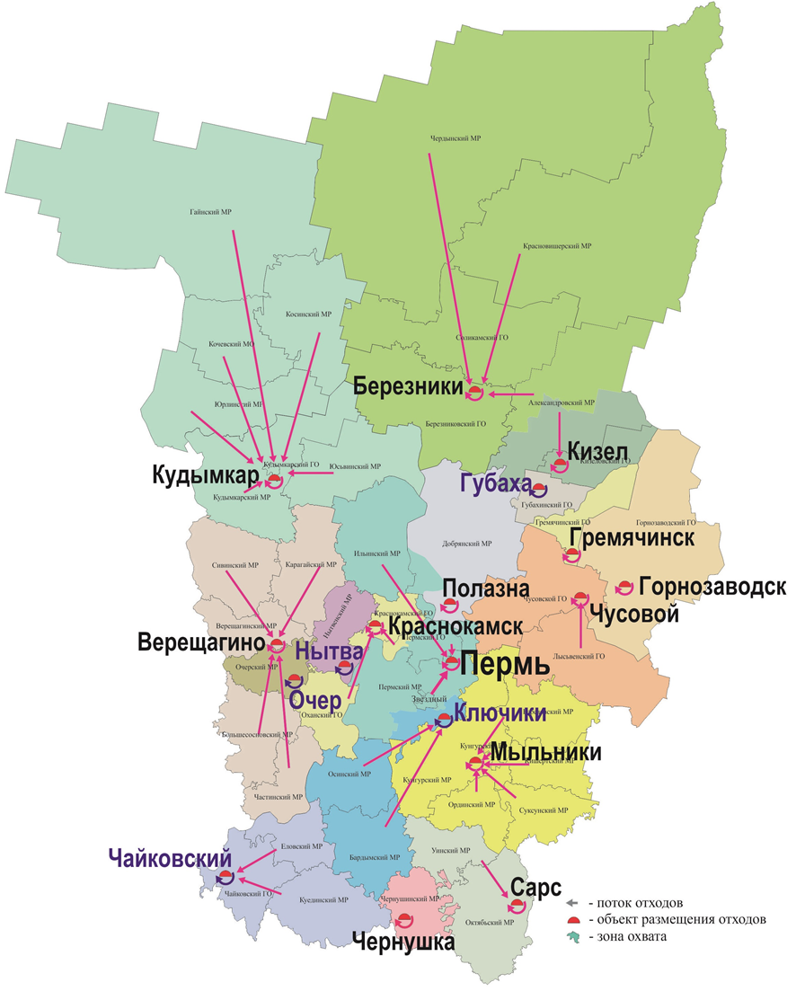 Чердынский МР
Гайнский МР
Красновишерский МР
Косинский МР
Соликамский ГО
Кочевский МО
Березники
Юрлинский МР
Александровский МР
Березниковский ГО
Кизел
Кудымкарский ГО
Юсьвинский МР
Кизеловский ГО
Кудымкар
Губаха
Кудымкарский МР
Губахинский ГО
Гремячинский ГО
Горнозаводский ГО
Гремячинск
Добрянский МР
Ильинский МР
Сивинский МР
Карагайский МР
Полазна
Горнозаводск
Чусовской ГО
Нытвенский МР
Краснокамский ГО
Чусовой
Верещагинский МР
Краснокамск
Пермский ГО
Верещагино
Нытва
Лысьвенский ГО
Пермь
Очерский МР
Пермский МР
Звездный
Очер
Ключики
Оханский ГО
Большесосновский МР
Мыльники
Осинский МР
Кунгурский МР
Частинский МР
Ординский МР
Суксунский МР
Еловский МР
Уинский МР
Чайковский
Бардымский МР
Сарс
Чайковский ГО
Куединский МР
Чернушинский МР
Октябьский МР
Чернушка
- поток отходов
- объект размещения отходов
- зона охвата